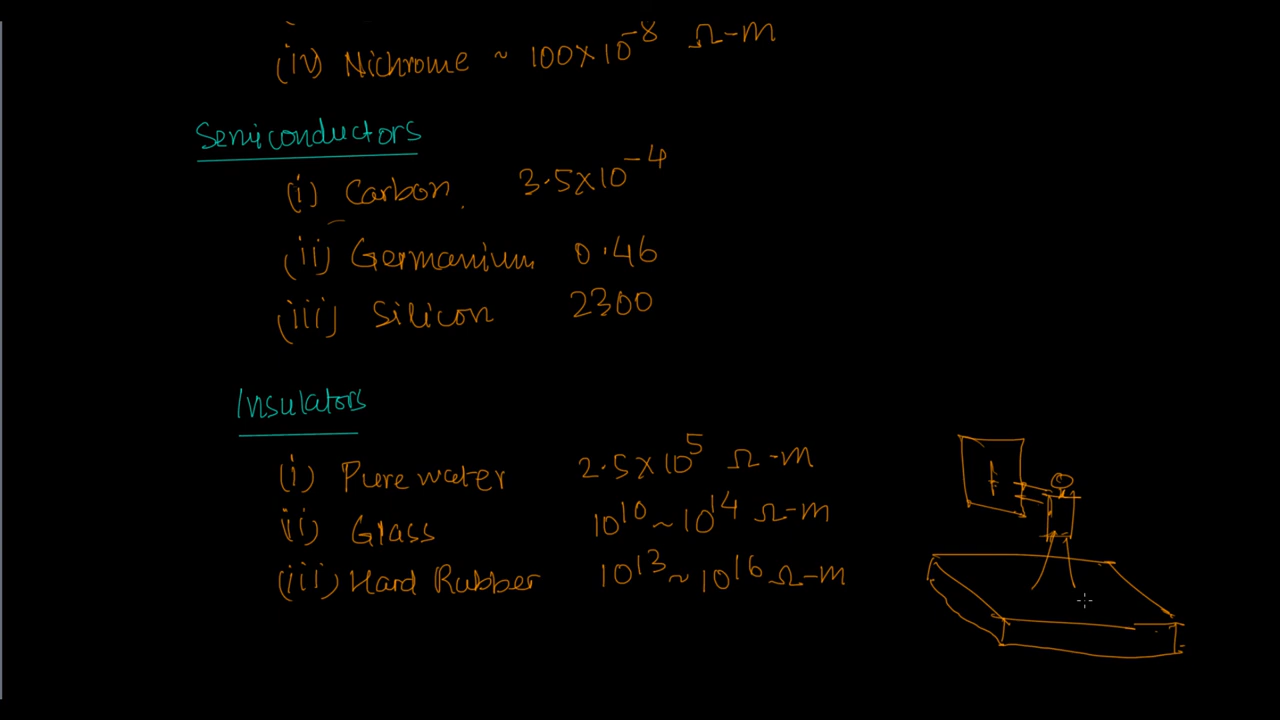 (iv) Nichrome ~ 100×10⁻⁸ Ω-m
Semiconductors
(i) Carbon 3.5×10⁻⁴
(ii) Germanium 0.46
(iii) Silicon 2300
Insulators
(i) Pure water 2.5×10⁵ Ω-m
(ii) Glass 10¹⁰ ~ 10¹⁴ Ω-m
(iii) Hard Rubber 10¹³ ~ 10¹⁶ Ω-m